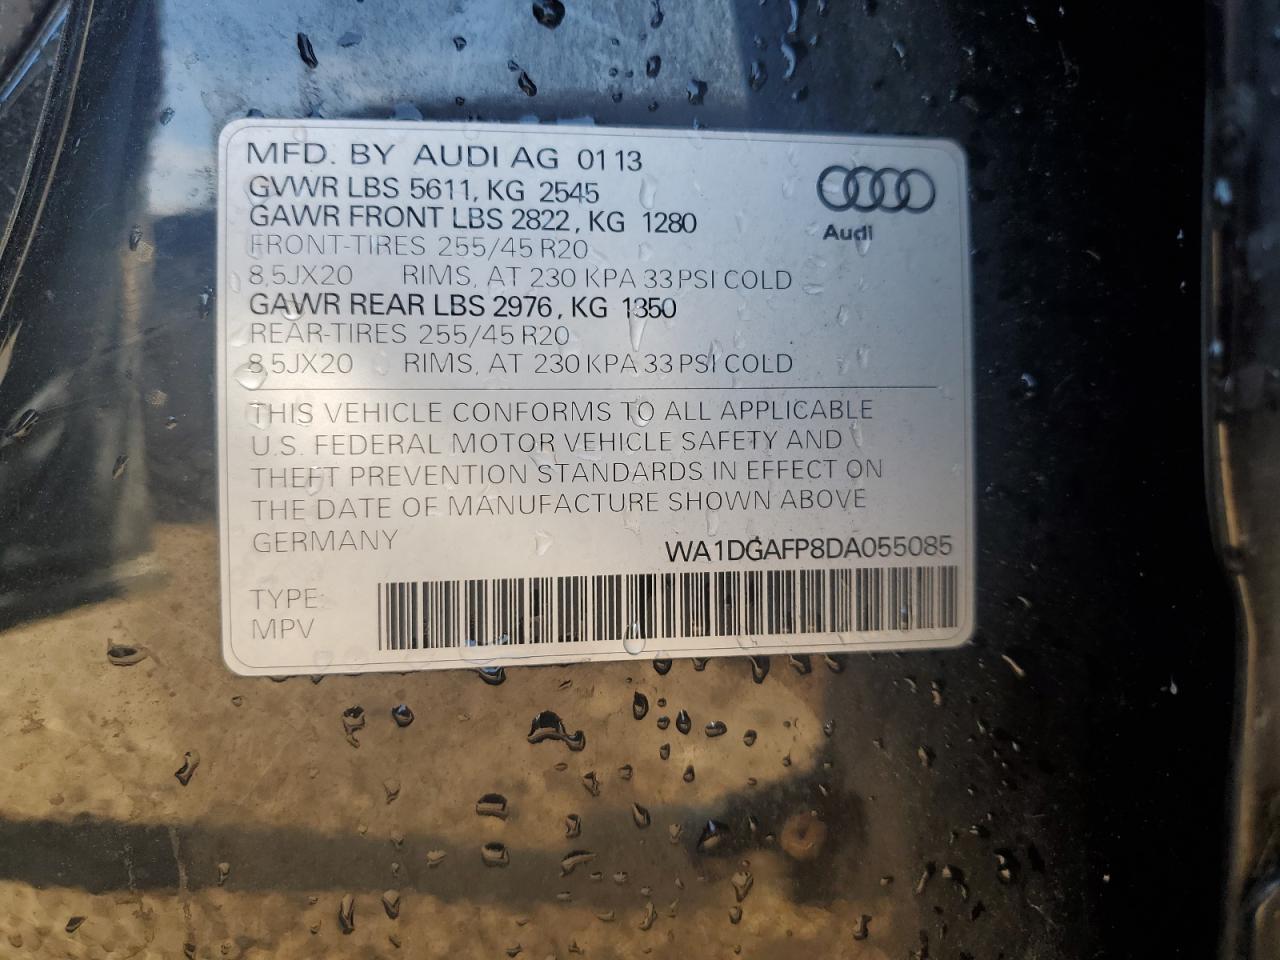 MFD. BY AUDI AG 01 13
GVWR LBS 5611, KG 2545
GAWR FRONT LBS 2822, KG 1280
FRONT-TIRES 255/45 R20
8,5JX20 RIMS, AT 230 KPA 33 PSI COLD
GAWR REAR LBS 2976, KG 1350
REAR-TIRES 255/45 R20
8,5JX20 RIMS, AT 230 KPA 33 PSI COLD
Audi
THIS VEHICLE CONFORMS TO ALL APPLICABLE
U.S. FEDERAL MOTOR VEHICLE SAFETY AND
THEFT PREVENTION STANDARDS IN EFFECT ON
THE DATE OF MANUFACTURE SHOWN ABOVE
GERMANY
WA1DGAFP8DA055085
TYPE:
MPV